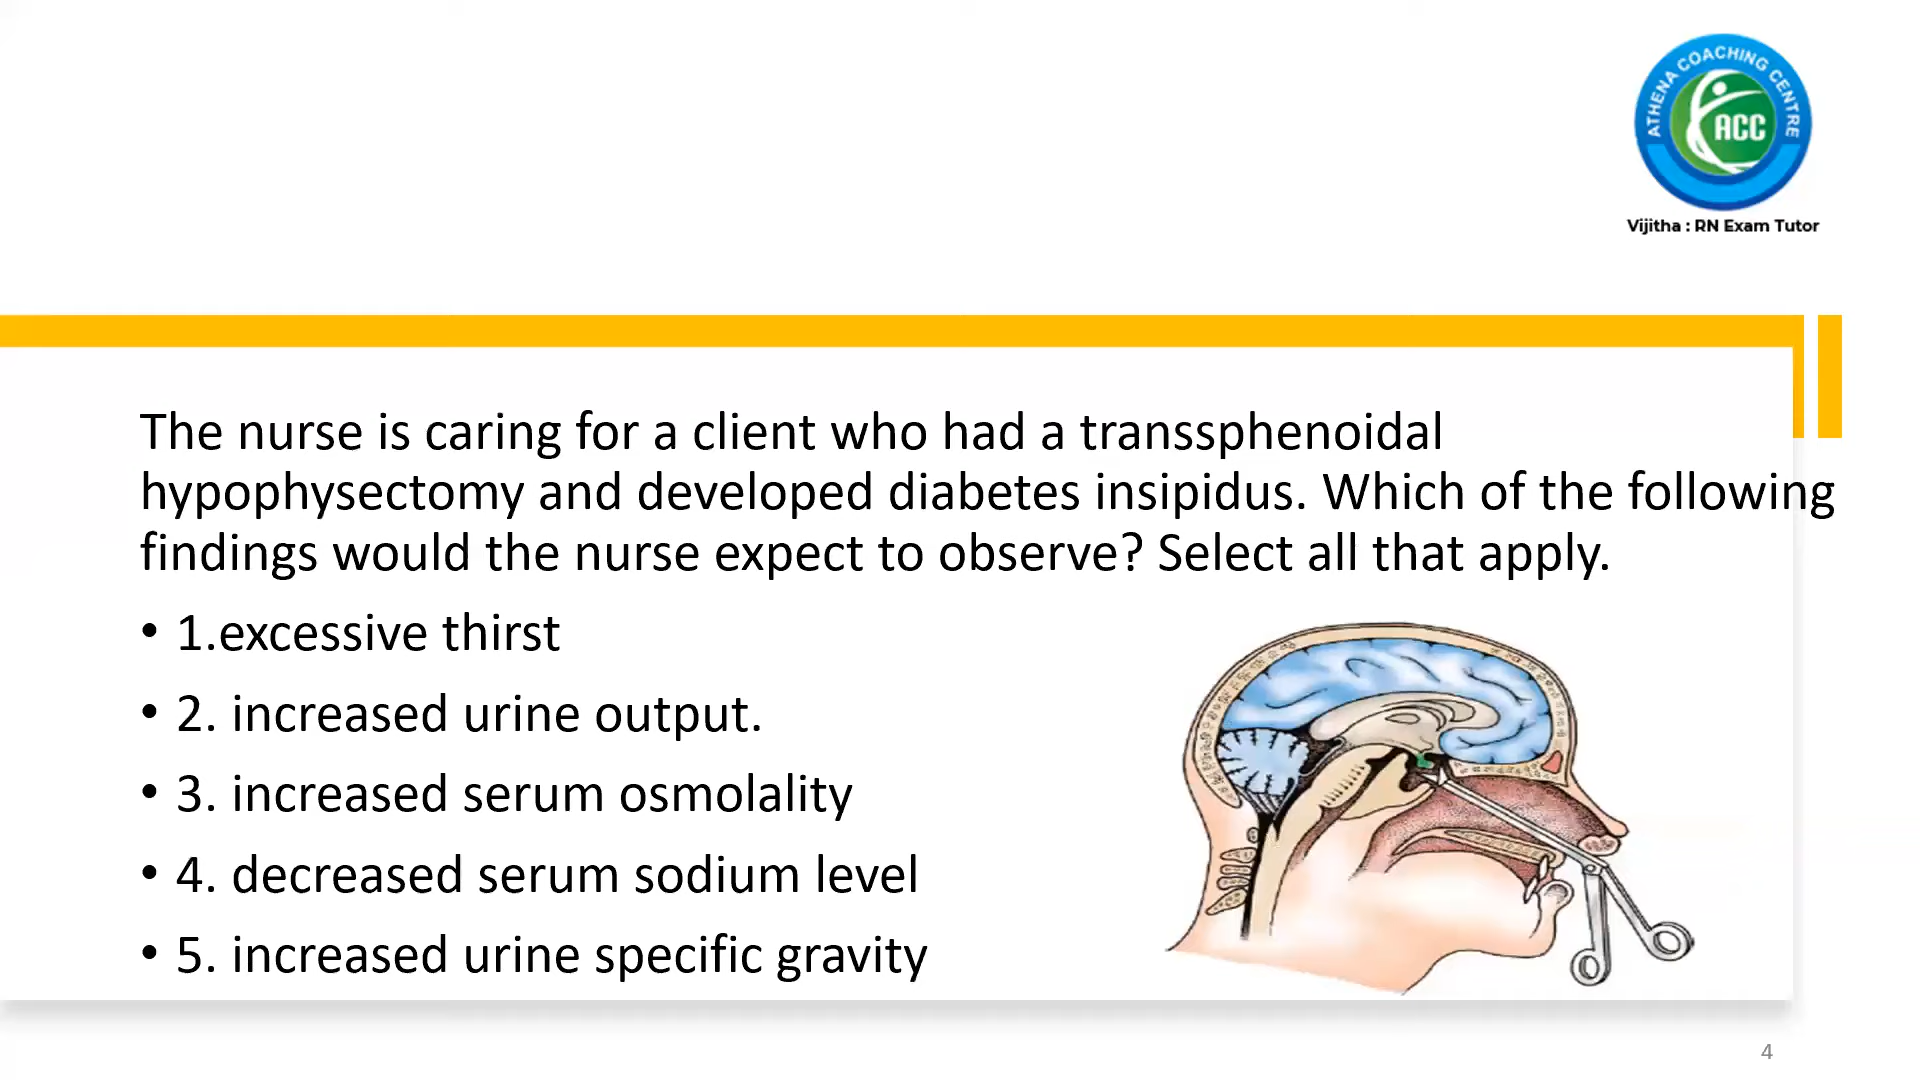 ATHENA COACHING CENTRE
ACC
Vijitha : RN Exam Tutor
The nurse is caring for a client who had a transsphenoidal
hypophysectomy and developed diabetes insipidus. Which of the following
findings would the nurse expect to observe? Select all that apply.
• 1.excessive thirst
• 2. increased urine output.
• 3. increased serum osmolality
• 4. decreased serum sodium level
• 5. increased urine specific gravity
4